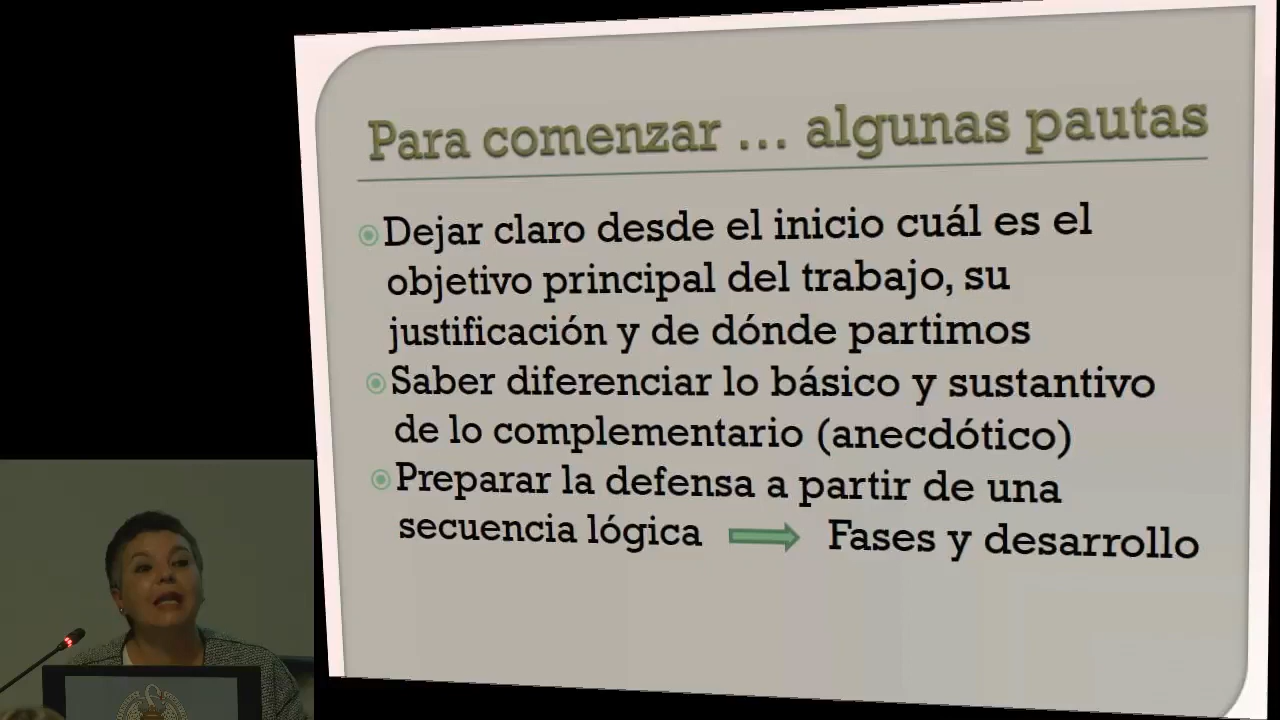 Para comenzar ... algunas pautas
Dejar claro desde el inicio cuál es el
objetivo principal del trabajo, su
justificación y de dónde partimos
Saber diferenciar lo básico y sustantivo
de lo complementario (anecdótico)
Preparar la defensa a partir de una
secuencia lógica
Fases y desarrollo